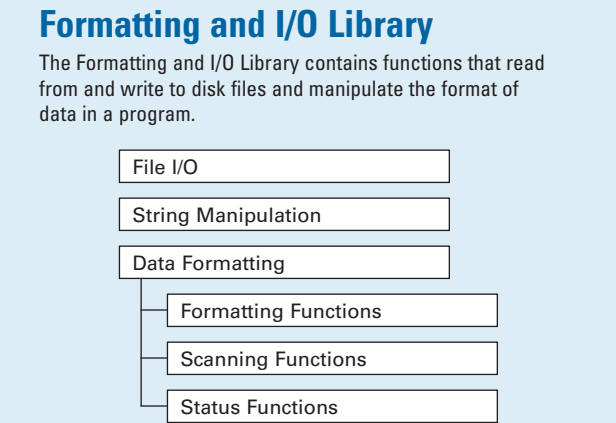 Formatting and I/O Library
The Formatting and I/O Library contains functions that read
from and write to disk files and manipulate the format of
data in a program.
File I/O
String Manipulation
Data Formatting
Formatting Functions
Scanning Functions
Status Functions